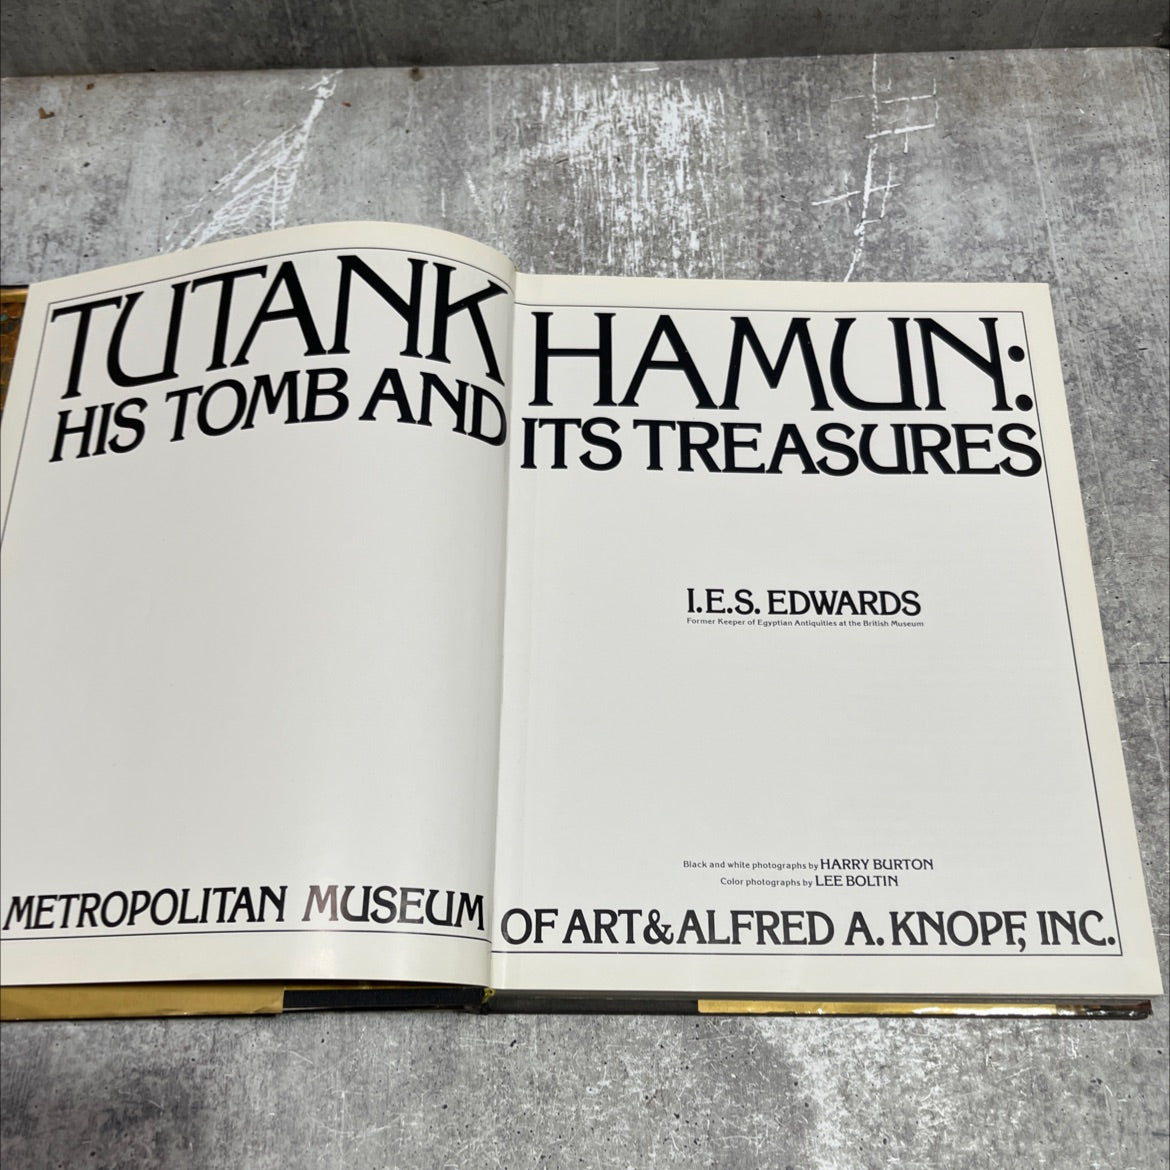 TUTANKHAMUN:
HIS TOMB AND ITS TREASURES
I.E.S. EDWARDS
Former Keeper of Egyptian Antiquities at the British Museum
Black and white photographs by HARRY BURTON
Color photographs by LEE BOLTIN
METROPOLITAN MUSEUM OF ART & ALFRED A. KNOPF, INC.